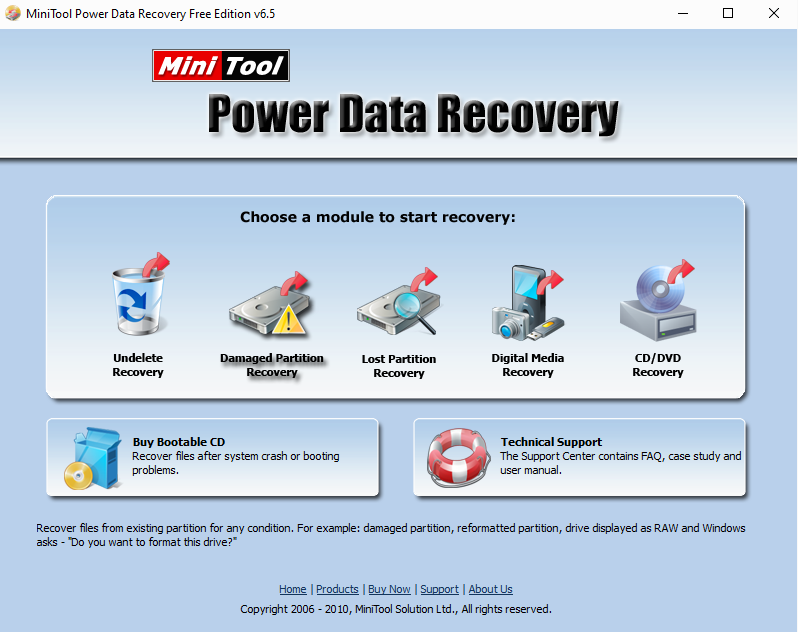 MiniTool Power Data Recovery Free Edition v6.5
Mini Tool
Power Data Recovery
Choose a module to start recovery:
Undelete
Recovery
Damaged Partition
Recovery
Lost Partition
Recovery
Digital Media
Recovery
CD/DVD
Recovery
Buy Bootable CD
Recover files after system crash or booting
problems.
Technical Support
The Support Center contains FAQ, case study and
user manual.
Recover files from existing partition for any condition. For example: damaged partition, reformatted partition, drive displayed as RAW and Windows
asks - "Do you want to format this drive?"
Home | Products | Buy Now | Support | About Us
Copyright 2006 - 2010, MiniTool Solution Ltd., All rights reserved.